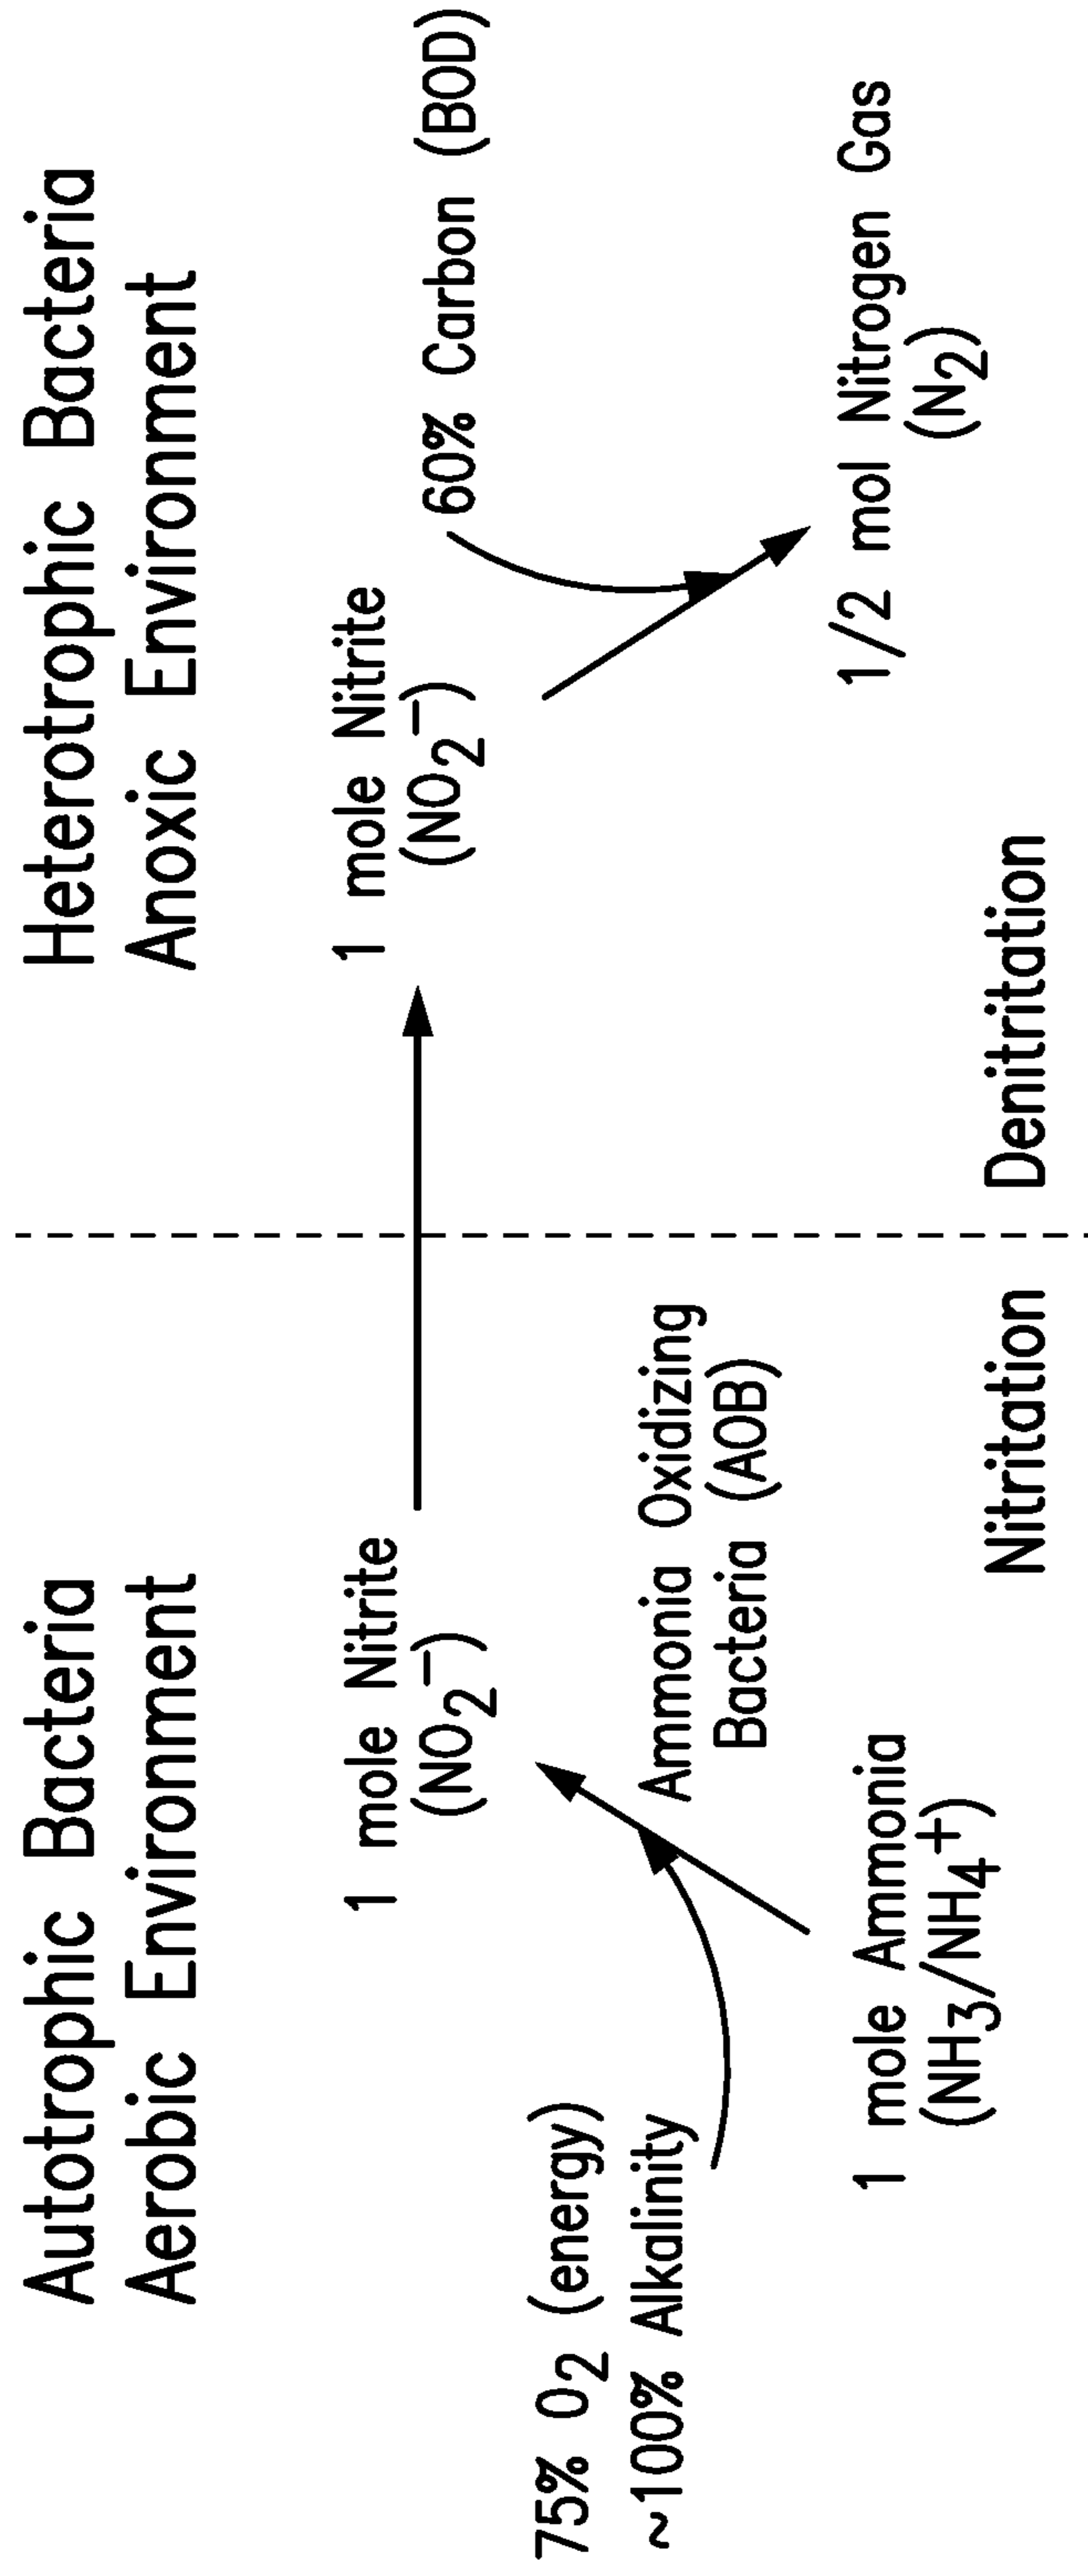 Autotrophic Bacteria
Aerobic Environment
Heterotrophic Bacteria
Anoxic Environment
1 mole Nitrite
(NO₂⁻)
1 mole Nitrite
(NO₂⁻)
75% O₂ (energy)
~100% Alkalinity
60% Carbon (BOD)
Ammonia Oxidizing
Bacteria (AOB)
1 mole Ammonia
(NH₃/NH₄⁺)
1/2 mol Nitrogen Gas
(N₂)
Nitritation
Denitritation